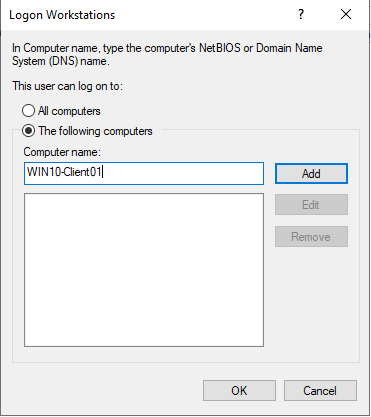 Logon Workstations
? ×
In Computer name, type the computer's NetBIOS or Domain Name
System (DNS) name.
This user can log on to:
All computers
The following computers
Computer name:
WIN10-Client01
Add
Edit
Remove
OK
Cancel